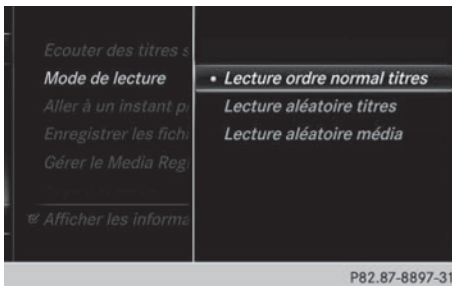 Ecouter des titres s
Mode de lecture
• Lecture ordre normal titres
Aller à un instant p
Lecture aléatoire titres
Enregistrer les fich
Lecture aléatoire média
Gérer le Media Reg
Afficher les informa
P82.87-8897-31